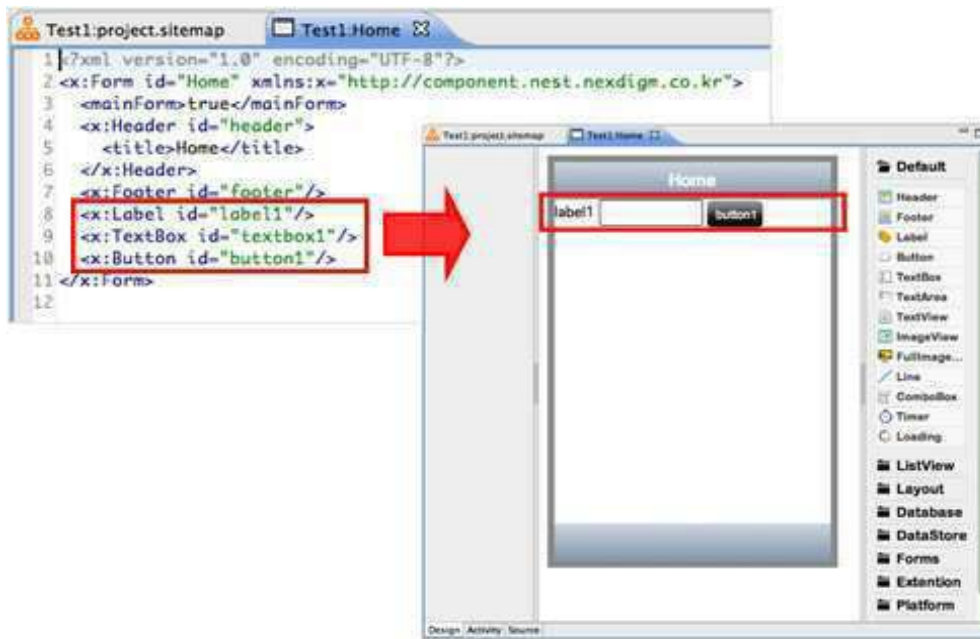 Test1:project.sitemap
Test1:Home
1 <?xml version="1.0" encoding="UTF-8"?>
2 <x:Form id="Home" xmlns:x="http://component.nest.nexdigm.co.kr">
3 <mainForm>true</mainForm>
4 <x:Header id="header">
5 <title>Home</title>
6 </x:Header>
7 <x:Footer id="footer"/>
8 <x:Label id="label1"/>
9 <x:TextBox id="textbox1"/>
10 <x:Button id="button1"/>
11 </x:Form>
12
Test1:project.sitemap
Test1:Home
Home
label1
button1
Default
Header
Footer
Label
Button
TextBox
TextArea
TextView
ImageView
FullImage...
Line
ComboBox
Timer
Loading
ListView
Layout
Database
DataStore
Forms
Extention
Platform
Design Activity Source